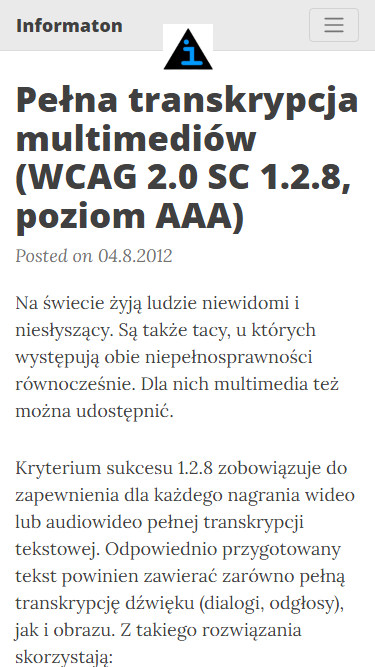 Informaton
Pełna transkrypcja
multimediów
(WCAG 2.0 SC 1.2.8,
poziom AAA)
Posted on 04.8.2012
Na świecie żyją ludzie niewidomi i
niesłyszący. Są także tacy, u których
występują obie niepełnosprawności
równocześnie. Dla nich multimedia też
można udostępnić.
Kryterium sukcesu 1.2.8 zobowiązuje do
zapewnienia dla każdego nagrania wideo
lub audiowideo pełnej transkrypcji
tekstowej. Odpowiednio przygotowany
tekst powinien zawierać zarówno pełną
transkrypcję dźwięku (dialogi, odgłosy),
jak i obrazu. Z takiego rozwiązania
skorzystają: